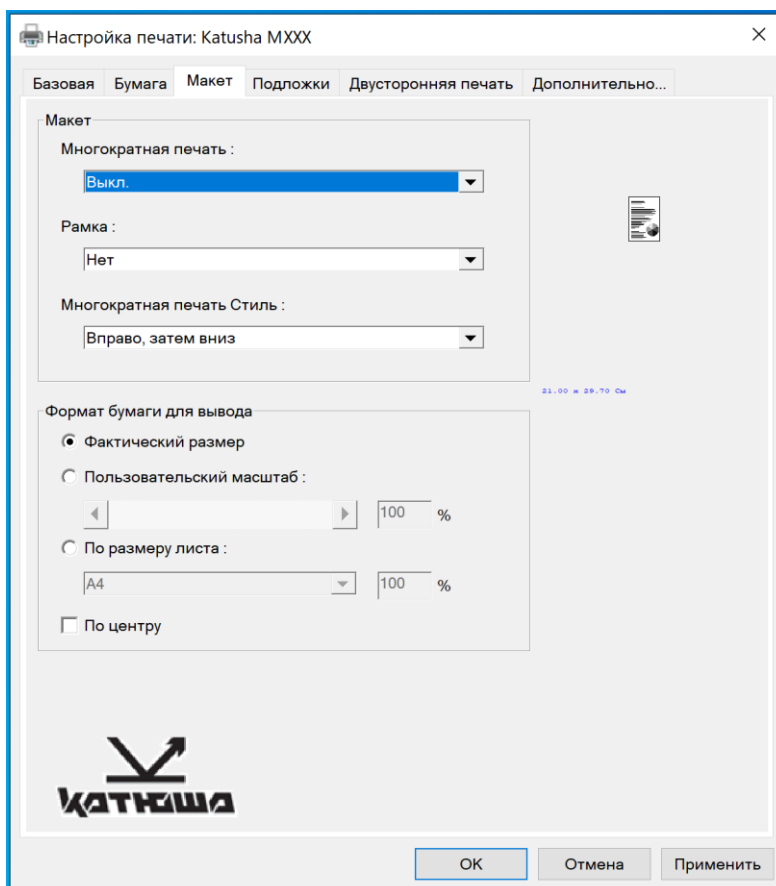 Настройка печати: Katusha MXXX
Базовая Бумага Макет Подложки Двусторонняя печать Дополнительно...
Макет
Многократная печать :
Выкл.
Рамка :
Нет
Многократная печать Стиль :
Вправо, затем вниз
21.00 x 29.70 См
Формат бумаги для вывода
Фактический размер
Пользовательский масштаб :
100 %
По размеру листа :
A4 100 %
По центру
Катюша
OK Отмена Применить